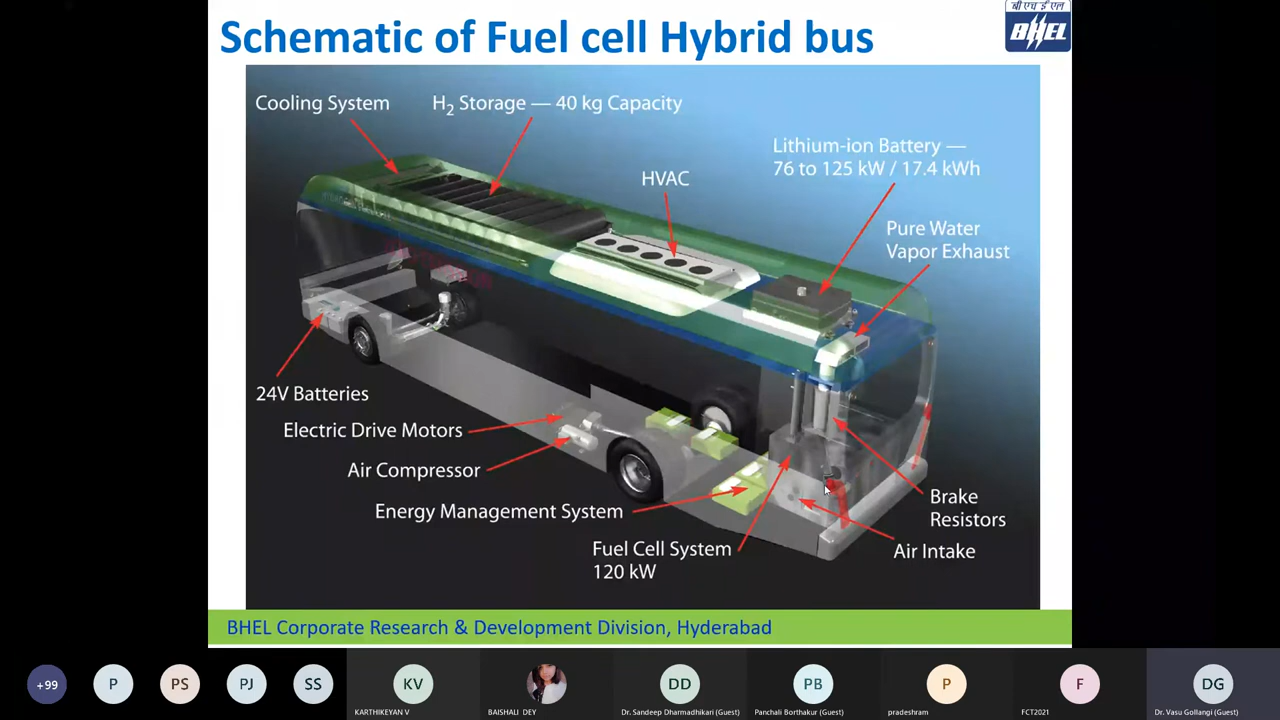 Schematic of Fuel cell Hybrid bus
बी एच ई एल
BHEL
Cooling System
H2 Storage — 40 kg Capacity
Lithium-ion Battery —
76 to 125 kW / 17.4 kWh
HVAC
Pure Water
Vapor Exhaust
24V Batteries
Electric Drive Motors
Air Compressor
Energy Management System
Fuel Cell System
120 kW
Brake
Resistors
Air Intake
BHEL Corporate Research & Development Division, Hyderabad
+99
P
PS
PJ
SS
KV
DD
PB
P
F
DG
KARTHIKEYAN V
BAISHALI DEY
Dr. Sandeep Dharmadhikari (Guest)
Panchali Borthakur (Guest)
pradeshram
FCT2021
Dr. Vasu Gollangi (Guest)